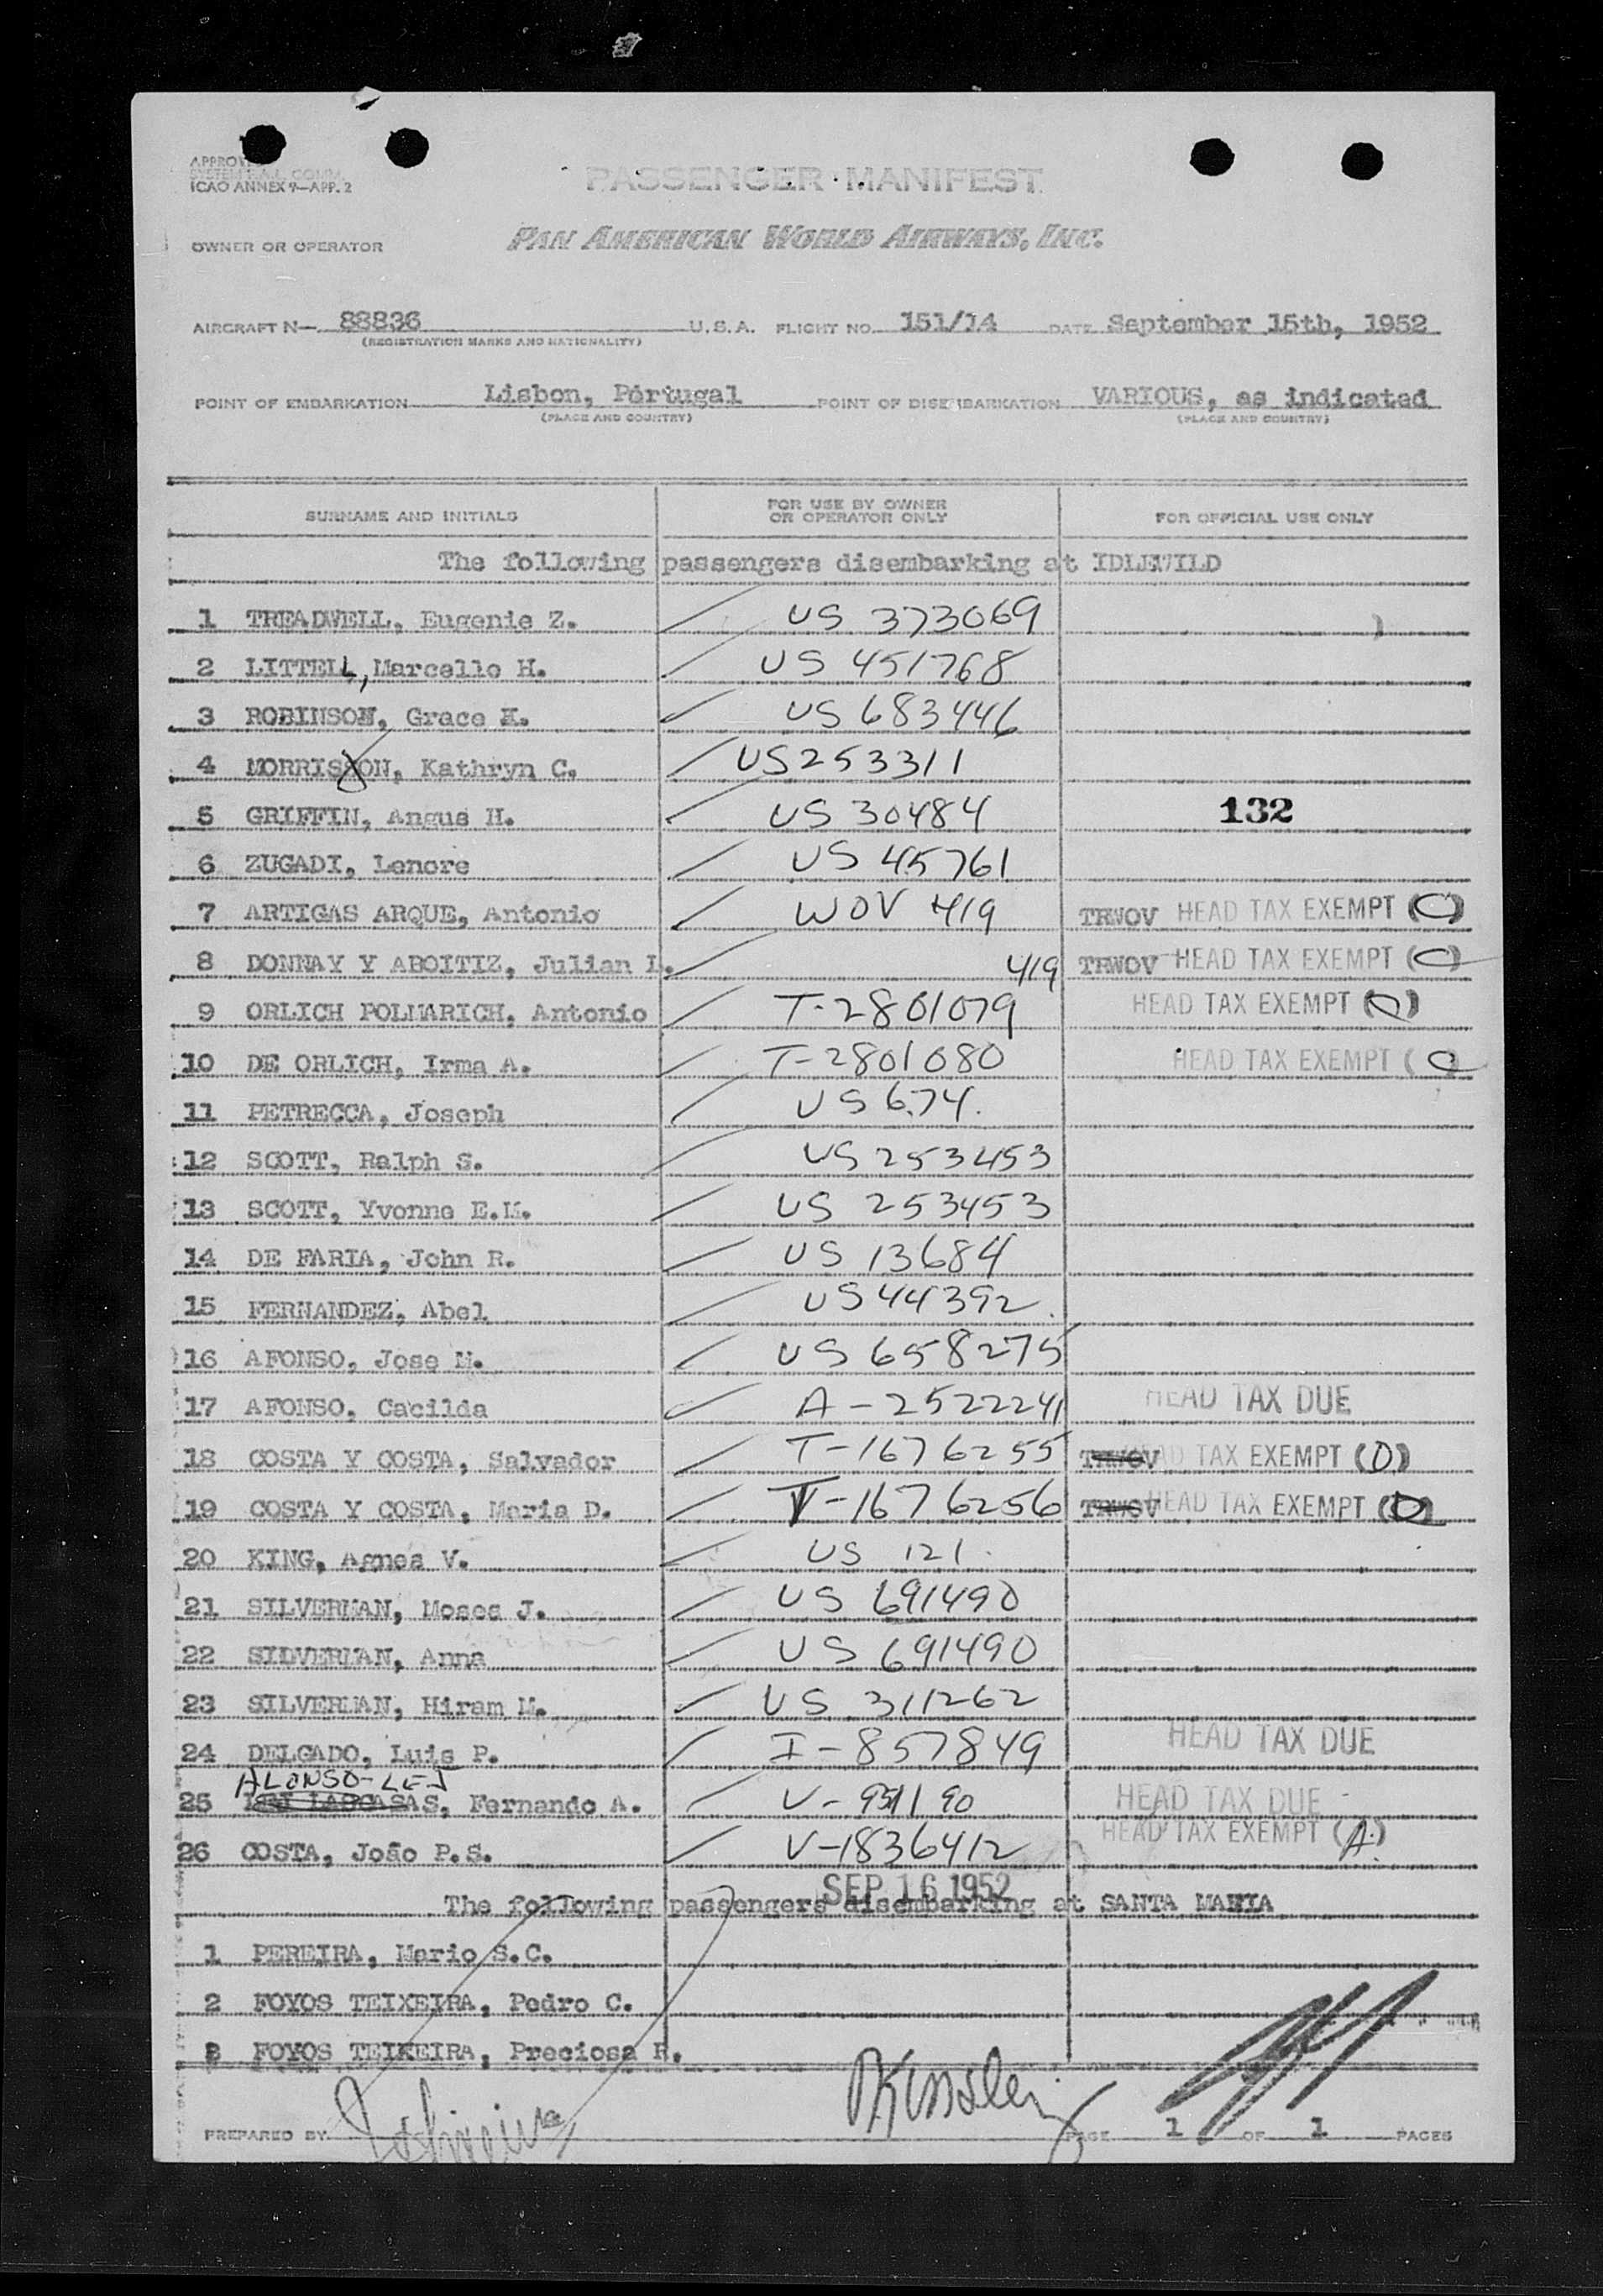 APPROVED
SYSTEM F.A.L. COMM.
ICAO ANNEX 9—APP. 2
PASSENGER MANIFEST
OWNER OR OPERATOR PAN AMERICAN WORLD AIRWAYS, INC.
AIRCRAFT N— 88836 U.S.A. FLIGHT NO. 151/14 DATE September 15th, 1952
(REGISTRATION MARKS AND NATIONALITY)
POINT OF EMBARKATION Lisbon, Portugal POINT OF DISEMBARKATION VARIOUS, as indicated
(PLACE AND COUNTRY) (PLACE AND COUNTRY)
SURNAME AND INITIALS FOR USE BY OWNER OR OPERATOR ONLY FOR OFFICIAL USE ONLY
The following passengers disembarking at IDLEWILD
1 TREADWELL, Eugenie Z. US 373069
2 LITTELL, Marcello H. US 451768
3 ROBINSON, Grace K. US 683446
4 MORRISON, Kathryn C. US 253311
5 GRIFFIN, Angus H. US 30484 132
6 ZUGADI, Lenore US 45761
7 ARTIGAS ARQUE, Antonio WOV 419 TRWOV HEAD TAX EXEMPT (C)
8 DONNAY Y ABOITIZ, Julian L. 419 TRWOV HEAD TAX EXEMPT (C)
9 ORLICH POLMARICH, Antonio T-2801079 HEAD TAX EXEMPT
10 DE ORLICH, Irma A. T-2801080 HEAD TAX EXEMPT (C)
11 PETRECCA, Joseph US 674.
12 SCOTT, Ralph S. US 253453
13 SCOTT, Yvonne E.M. US 253453
14 DE FARIA, John R. US 13684
15 FERNANDEZ, Abel US 44392
16 AFONSO, Jose M. US 658275
17 AFONSO, Cacilda A-2522241 HEAD TAX DUE
18 COSTA Y COSTA, Salvador T-1676255 TRWOV HEAD TAX EXEMPT (D)
19 COSTA Y COSTA, Maria D. T-1676256 TRWOV HEAD TAX EXEMPT (D)
20 KING, Agnes V. US 121
21 SILVERMAN, Moses J. US 691490
22 SIDVERMAN, Anna US 691490
23 SILVERMAN, Hiram M. US 311262
24 DELGADO, Luis P. I-857849 HEAD TAX DUE
ALONSO-LEJ
25 LASCASAS, Fernando A. HEAD TAX DUE
26 COSTA, João P.S. V-1836412 HEAD TAX EXEMPT (A)
SEP 16 1952
The following passengers disembarking at SANTA MARIA
1 PEREIRA, Mario S.C.
2 FOYOS TEIXEIRA, Pedro C.
3 FOYOS TEIXEIRA, Preciosa R.
PREPARED BY PAGE 1 OF 1 PAGES